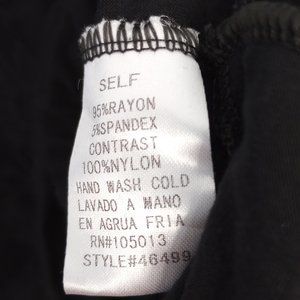 SELF
95%RAYON
5%SPANDEX
CONTRAST
100%NYLON
HAND WASH COLD
LAVADO A MANO
EN AGRUA FRIA
RN#105013
STYLE#46499